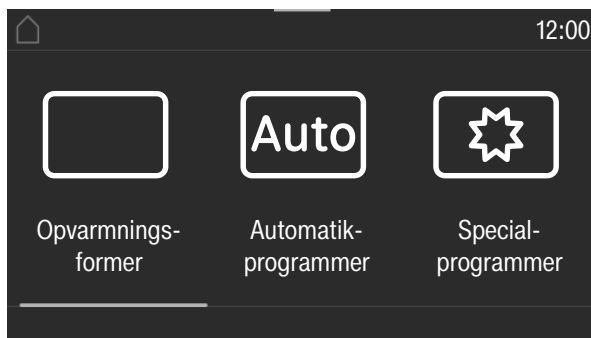 12:00
Auto
Opvarmnings-
former
Automatik-
programmer
Special-
programmer